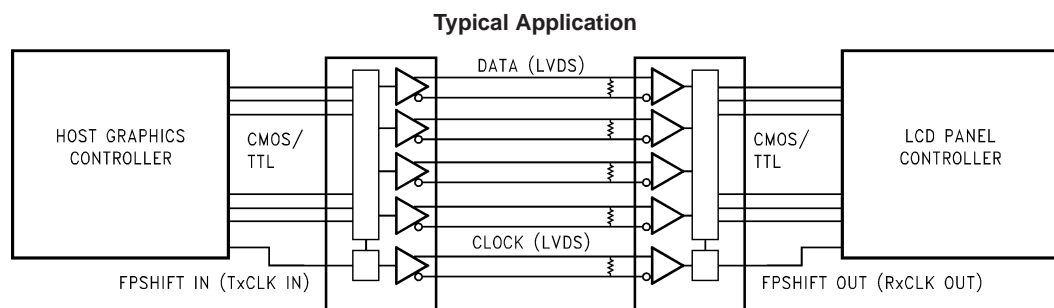 Typical Application
DATA (LVDS)
HOST GRAPHICS
CONTROLLER
CMOS/
TTL
CMOS/
TTL
LCD PANEL
CONTROLLER
CLOCK (LVDS)
FPSHIFT IN (TxCLK IN)
FPSHIFT OUT (RxCLK OUT)